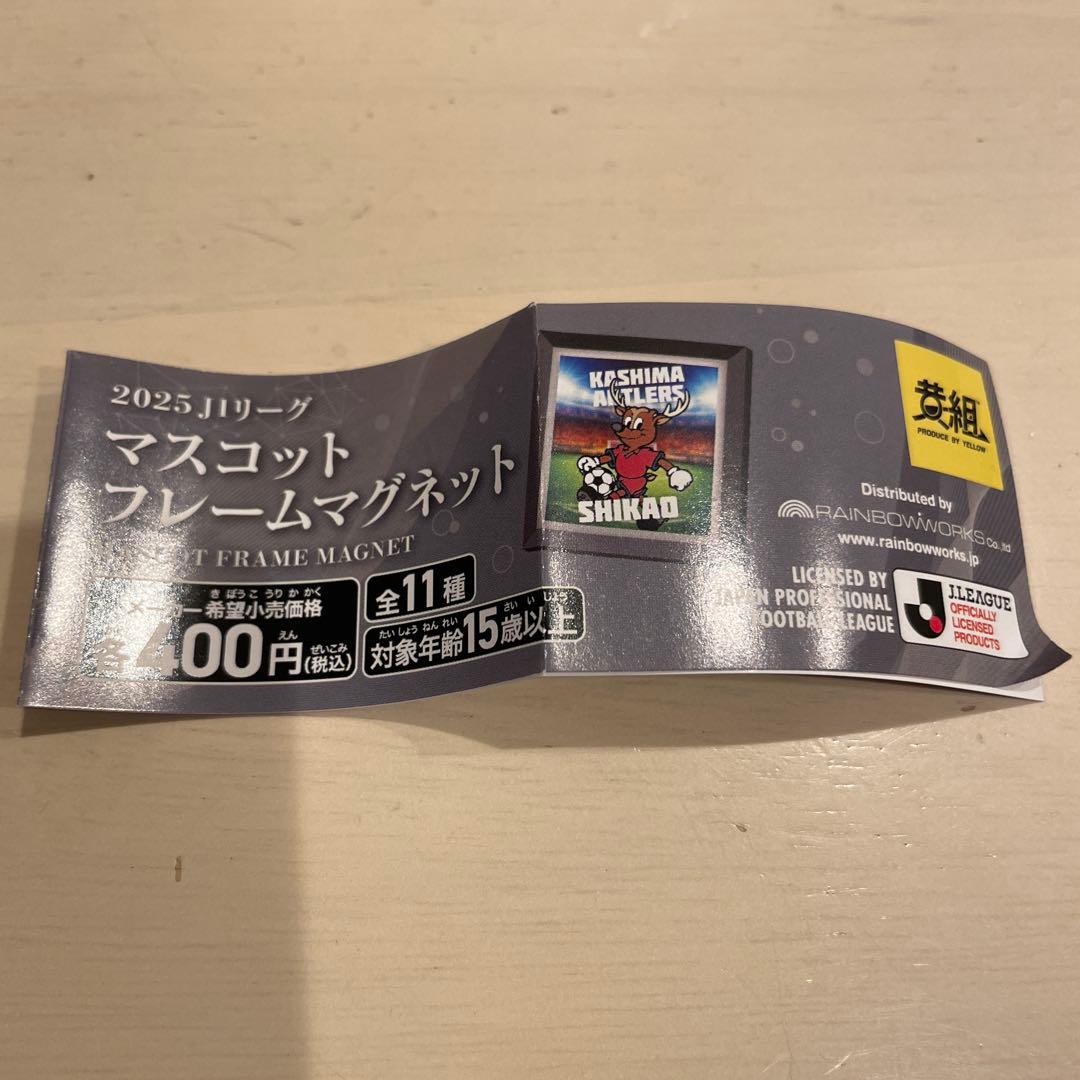 2025 J1リーグ
マスコット
フレームマグネット
FRAME MAGNET
きぼうこうりかかく
メーカー希望小売価格
えん ぜいこみ
各400円(税込)
全11種
たいしょうねんれい さいいじょう
対象年齢15歳以上
KASHIMA
ANTLERS
SHIKAO
黄組
PRODUCE BY YELLOW
Distributed by
RAINBOWWORKS Co.,ltd
www.rainbowworks.jp
LICENSED BY
JAPAN PROFESSIONAL
FOOTBALL LEAGUE
J.LEAGUE
OFFICIALLY
LICENSED
PRODUCTS